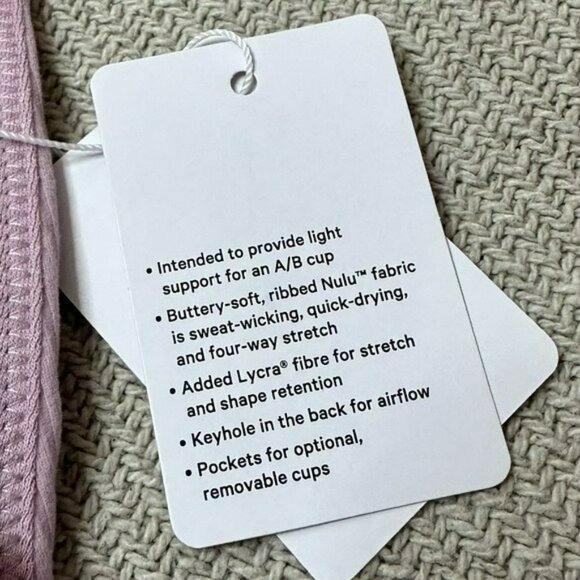 • Intended to provide light
support for an A/B cup
• Buttery-soft, ribbed Nulu™ fabric
is sweat-wicking, quick-drying,
and four-way stretch
• Added Lycra® fibre for stretch
and shape retention
• Keyhole in the back for airflow
• Pockets for optional,
removable cups